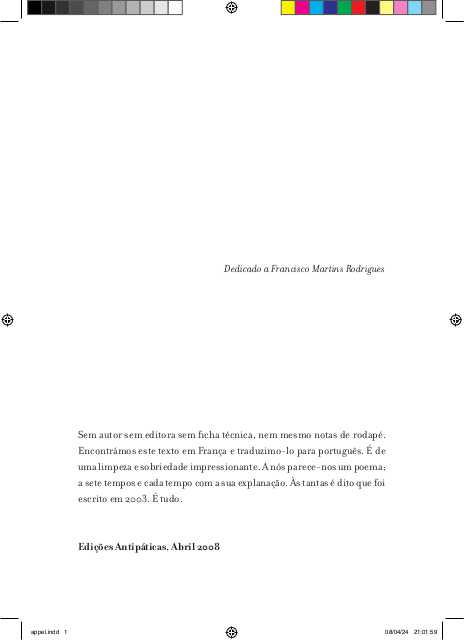 Dedicado a Francisco Martins Rodrigues
Sem autor sem editora sem ficha técnica, nem mesmo notas de rodapé.
Encontrámos este texto em França e traduzimo-lo para português. É de
uma limpeza e sobriedade impressionante. A nós parece-nos um poema;
a sete tempos e cada tempo com a sua explanação. Às tantas é dito que foi
escrito em 2003. É tudo.
Edições Antipáticas, Abril 2008
appel.indd 1 08/04/24 21:01:59